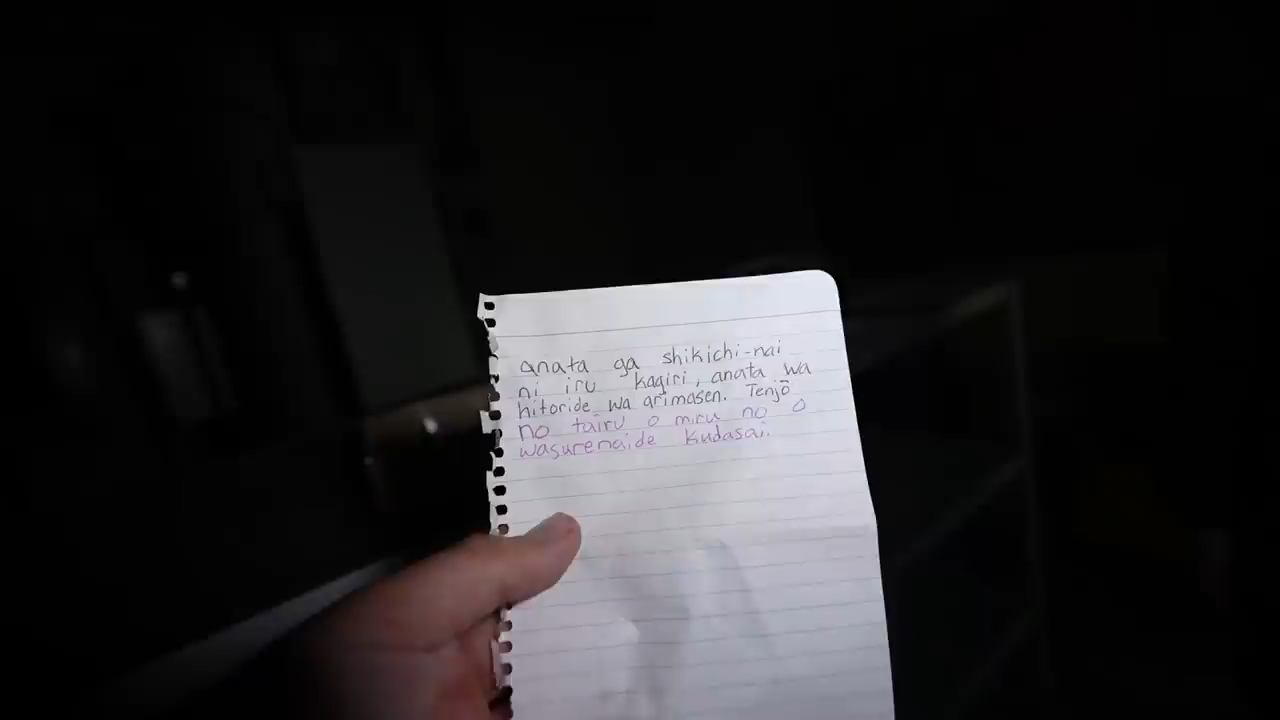 anata ga shikichi-nai
ni iru kagiri, anata wa
hitoride wa arimasen. Tenjō
no tairu o miru no o
wasurenaide kudasai.